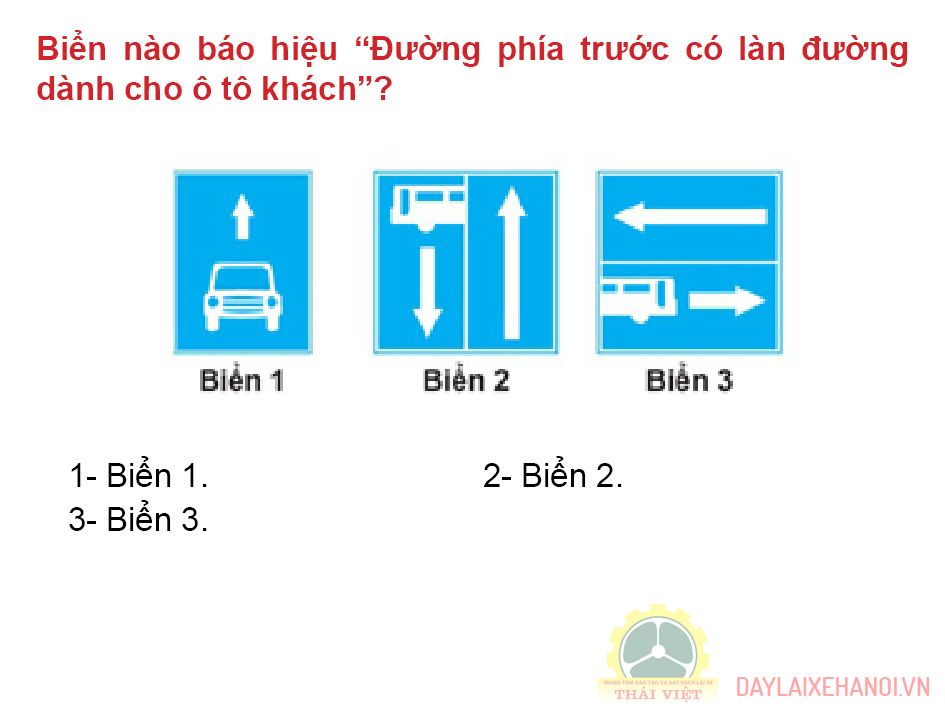 Biển nào báo hiệu “Đường phía trước có làn đường
dành cho ô tô khách”?
Biển 1 Biển 2 Biển 3
1- Biển 1. 2- Biển 2.
3- Biển 3.
TRUNG TÂM ĐÀO TẠO VÀ SÁT HẠCH LÁI XE
THÁI VIỆT
DAYLAIXEHANOI.VN